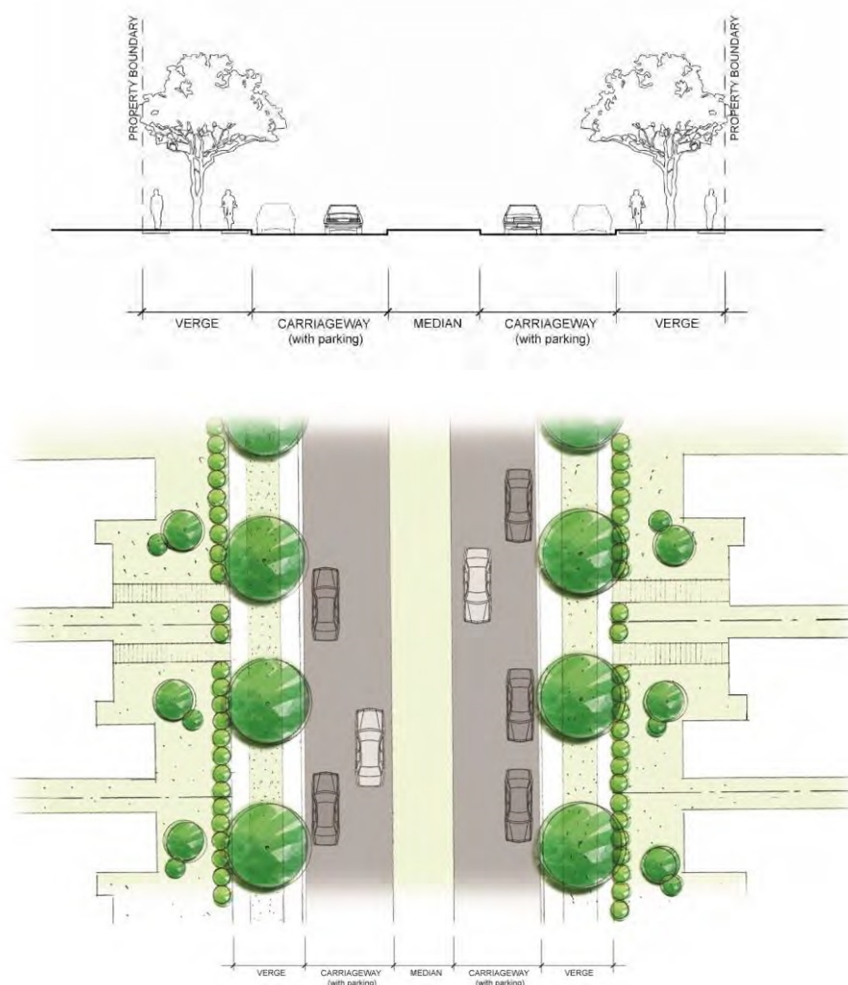 PROPERTY BOUNDARY
PROPERTY BOUNDARY
VERGE
CARRIAGEWAY
(with parking)
MEDIAN
CARRIAGEWAY
(with parking)
VERGE
VERGE
CARRIAGEWAY
(with parking)
MEDIAN
CARRIAGEWAY
(with parking)
VERGE